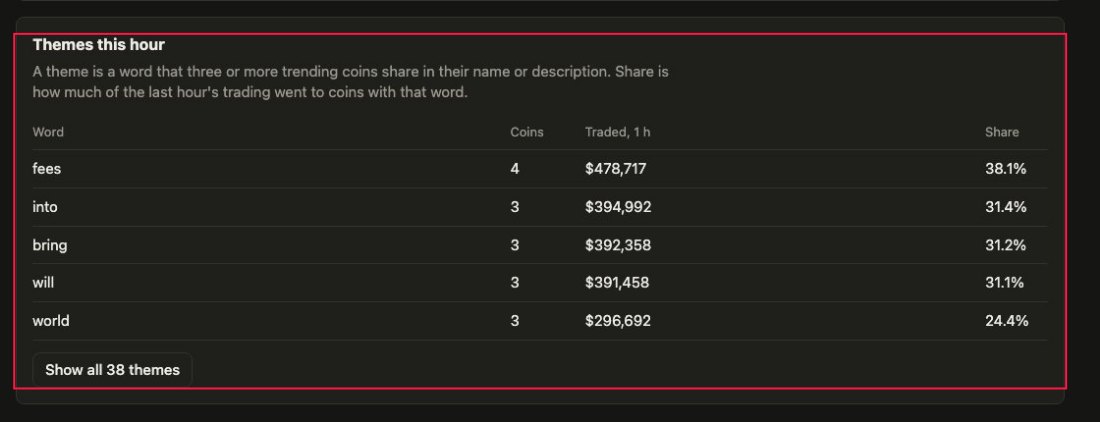 Themes this hour
A theme is a word that three or more trending coins share in their name or description. Share is
how much of the last hour's trading went to coins with that word.
Word Coins Traded, 1 h Share
fees 4 $478,717 38.1%
into 3 $394,992 31.4%
bring 3 $392,358 31.2%
will 3 $391,458 31.1%
world 3 $296,692 24.4%
Show all 38 themes